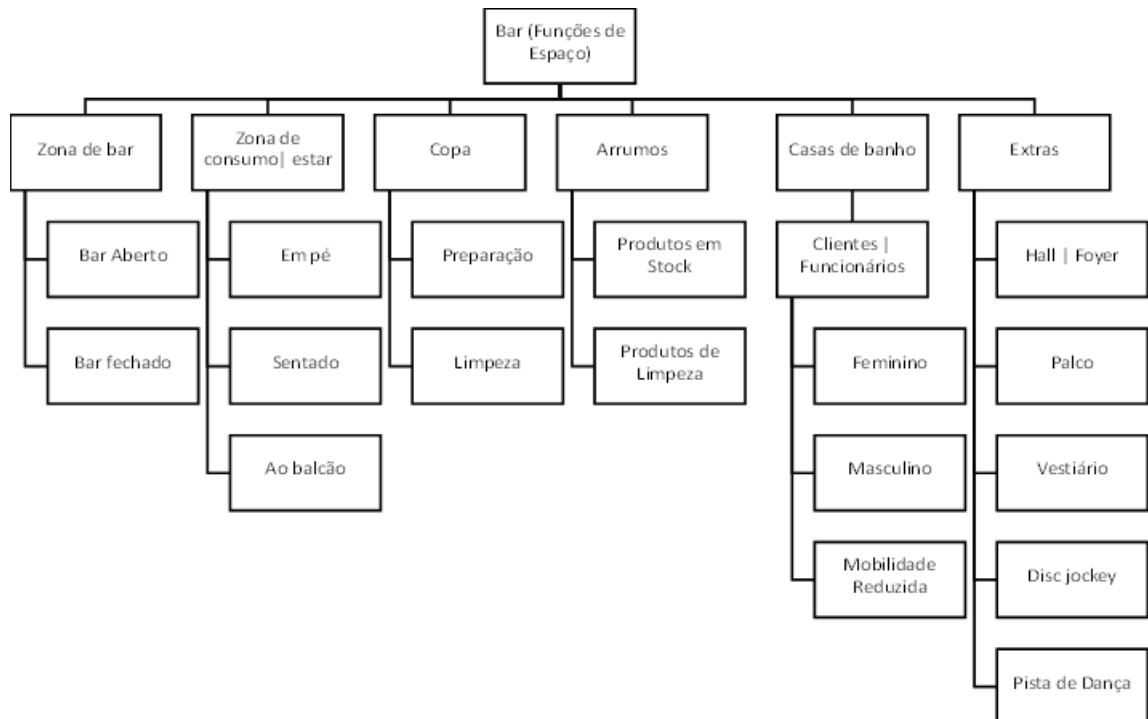 Bar (Funções de
Espaço)
Zona de bar
Zona de
consumo| estar
Copa
Arrumos
Casas de banho
Extras
Bar Aberto
Em pé
Preparação
Produtos em
Stock
Clientes |
Funcionários
Hall | Foyer
Bar fechado
Sentado
Limpeza
Produtos de
Limpeza
Feminino
Palco
Ao balcão
Masculino
Vestiário
Mobilidade
Reduzida
Disc jockey
Pista de Dança